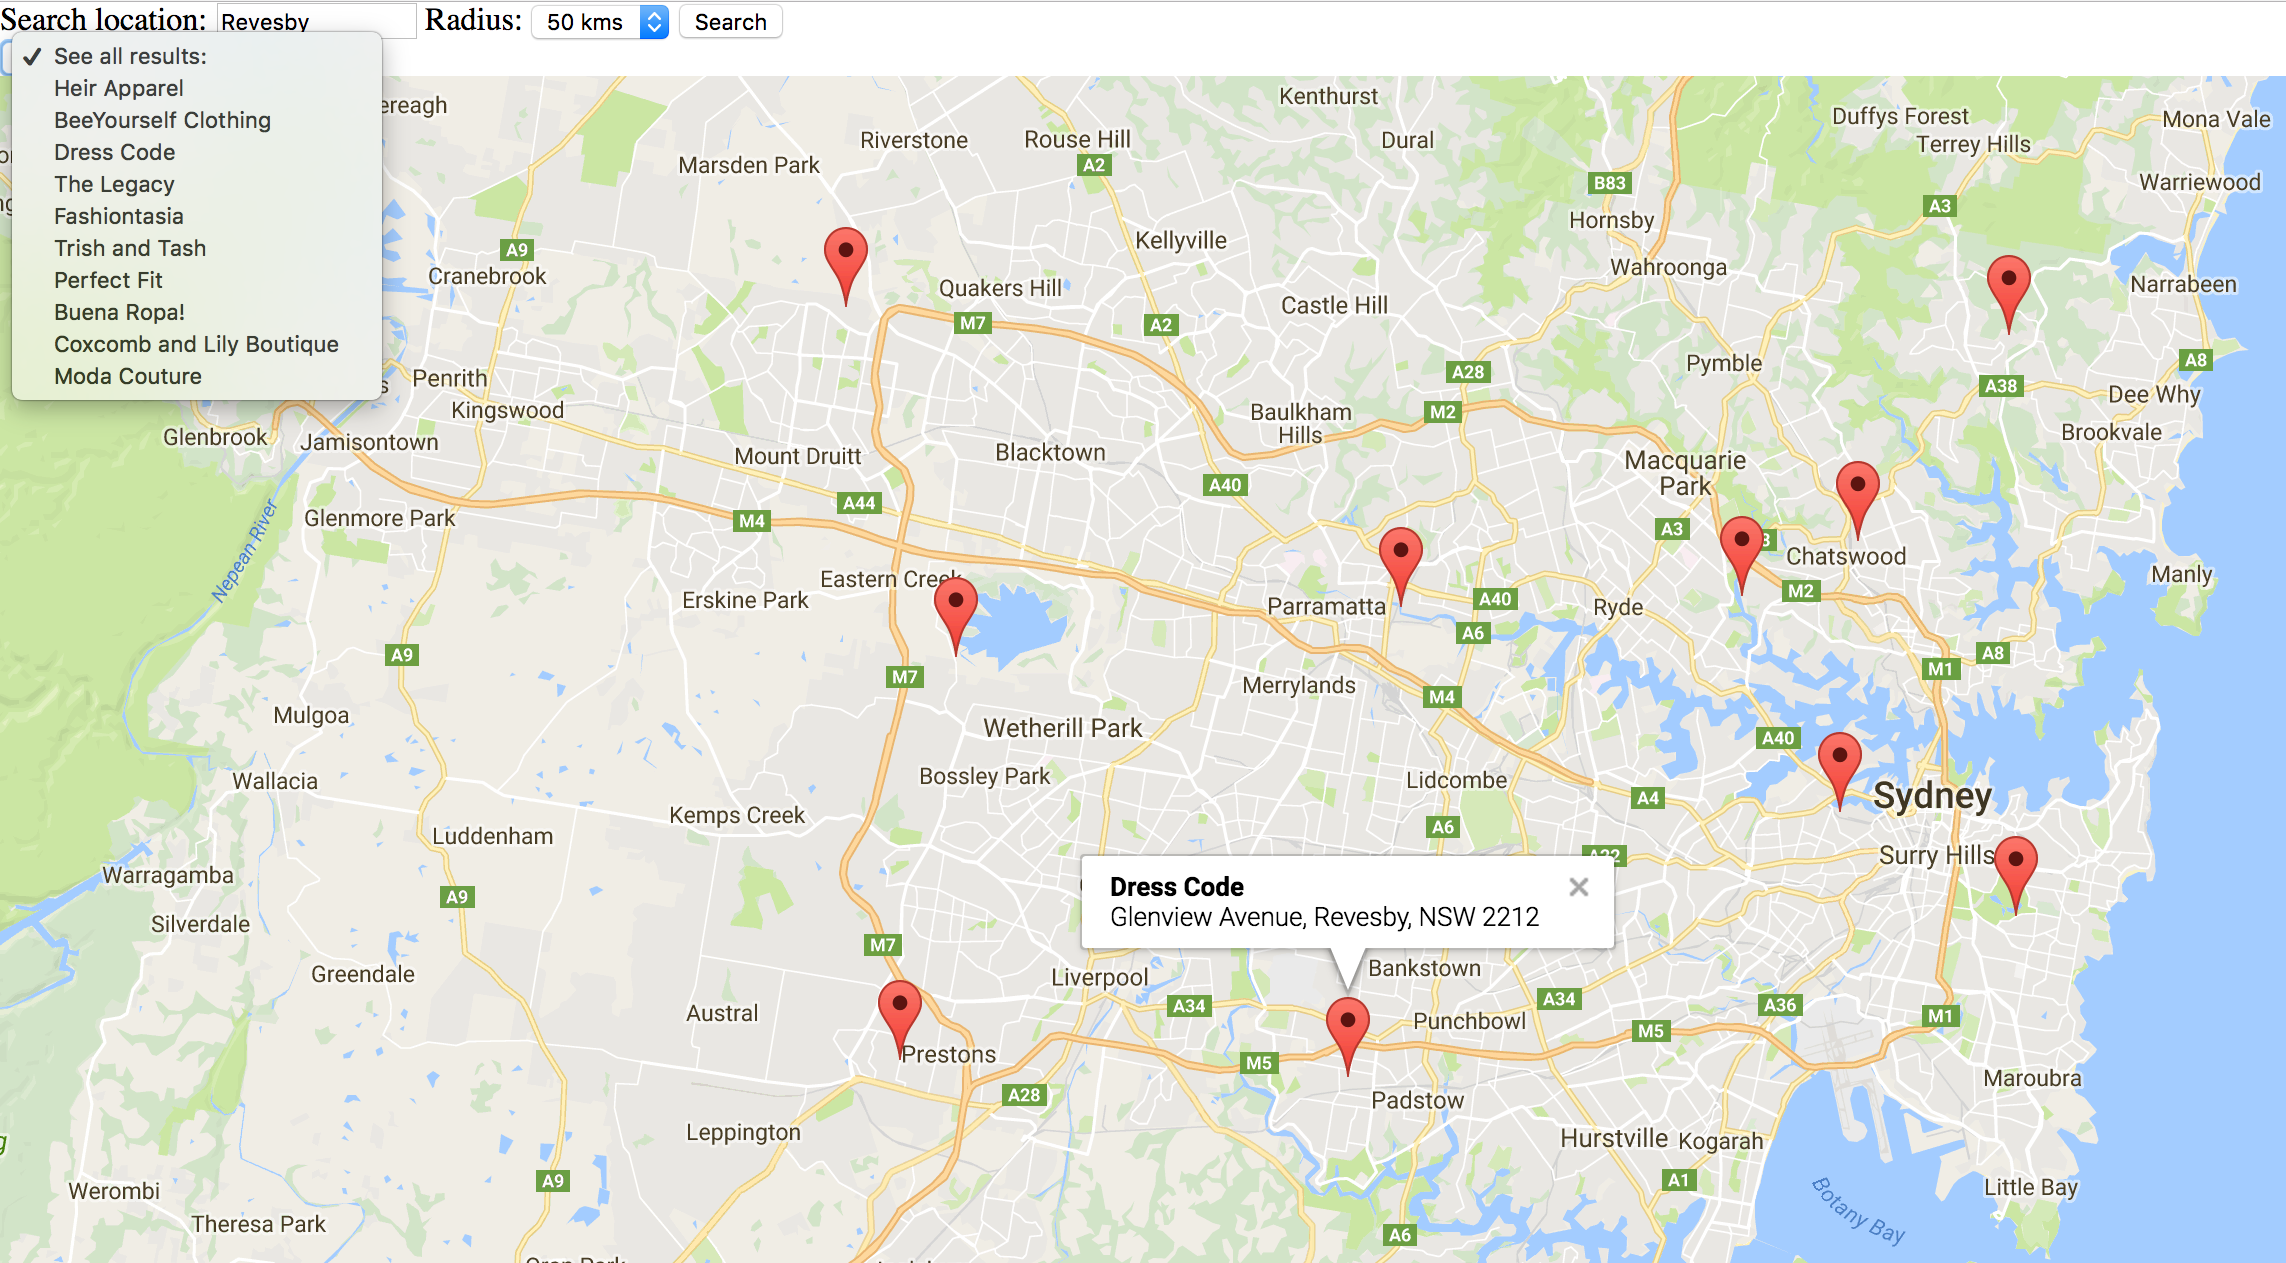 Search location: Revesby Radius: 50 kms Search
✓ See all results:
Heir Apparel
BeeYourself Clothing
Dress Code
The Legacy
Fashiontasia
Trish and Tash
Perfect Fit
Buena Ropa!
Coxcomb and Lily Boutique
Moda Couture
Kenthurst
Duffys Forest
Mona Vale
Riverstone
Rouse Hill
Dural
Terrey Hills
Marsden Park
A2
B83
Warriewood
A3
Hornsby
Kellyville
A9
Cranebrook
Wahroonga
Quakers Hill
Narrabeen
Castle Hill
M7
A2
Pymble
A8
A28
Penrith
A38
Dee Why
Kingswood
Baulkham
Hills
M2
Brookvale
Glenbrook
Jamisontown
Mount Druitt
Blacktown
Macquarie
Park
A40
A44
Glenmore Park
M4
A3
Nepean River
Chatswood
Eastern Creek
Manly
Erskine Park
Parramatta
A40
Ryde
M2
A6
A9
A8
M1
M7
Merrylands
M4
Mulgoa
Wetherill Park
A40
Bossley Park
Wallacia
Lidcombe
Sydney
A4
Kemps Creek
Luddenham
A6
Surry Hills
Warragamba
Dress Code
Glenview Avenue, Revesby, NSW 2212
A9
Silverdale
M7
Greendale
Liverpool
Bankstown
A34
A34
A36
Austral
Punchbowl
M1
M5
Prestons
M5
Maroubra
A28
Padstow
Leppington
Hurstville
Kogarah
A9
A1
Werombi
Little Bay
Botany Bay
Theresa Park
A6